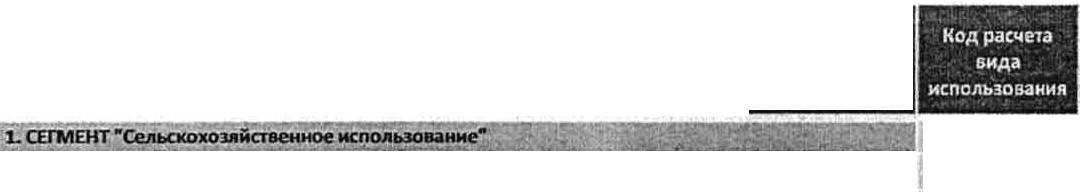 Код расчета
вида
использования
1. СЕГМЕНТ "Сельскохозяйственное использование"